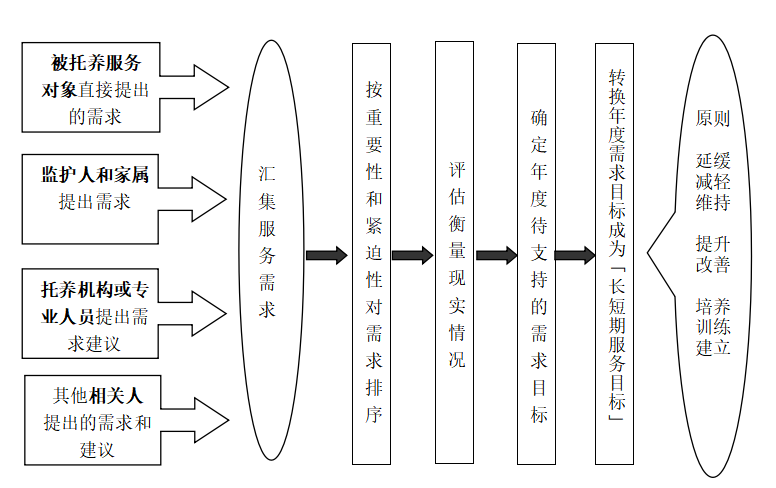 被托养服务
对象直接提出
的需求
监护人和家属
提出需求
托养机构或专
业人员提出需
求建议
其他相关人
提出的需求和
建议
汇集服务需求
按重要性和紧迫性对需求排序
评估衡量现实情况
确定年度待支持的需求目标
转换年度需求目标成为「长短期服务目标」
原则
延缓
减轻
维持
提升
改善
培养
训练
建立